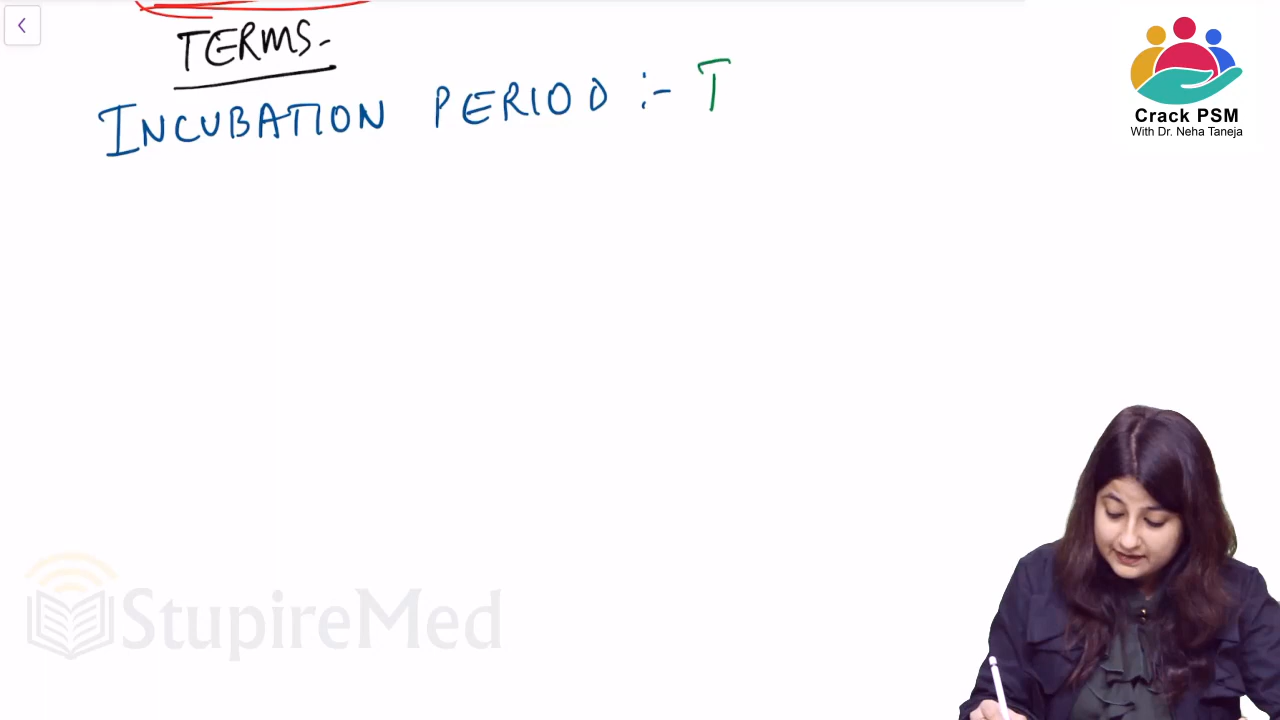 TERMS-
INCUBATION PERIOD :- T
Crack PSM
With Dr. Neha Taneja
StupireMed